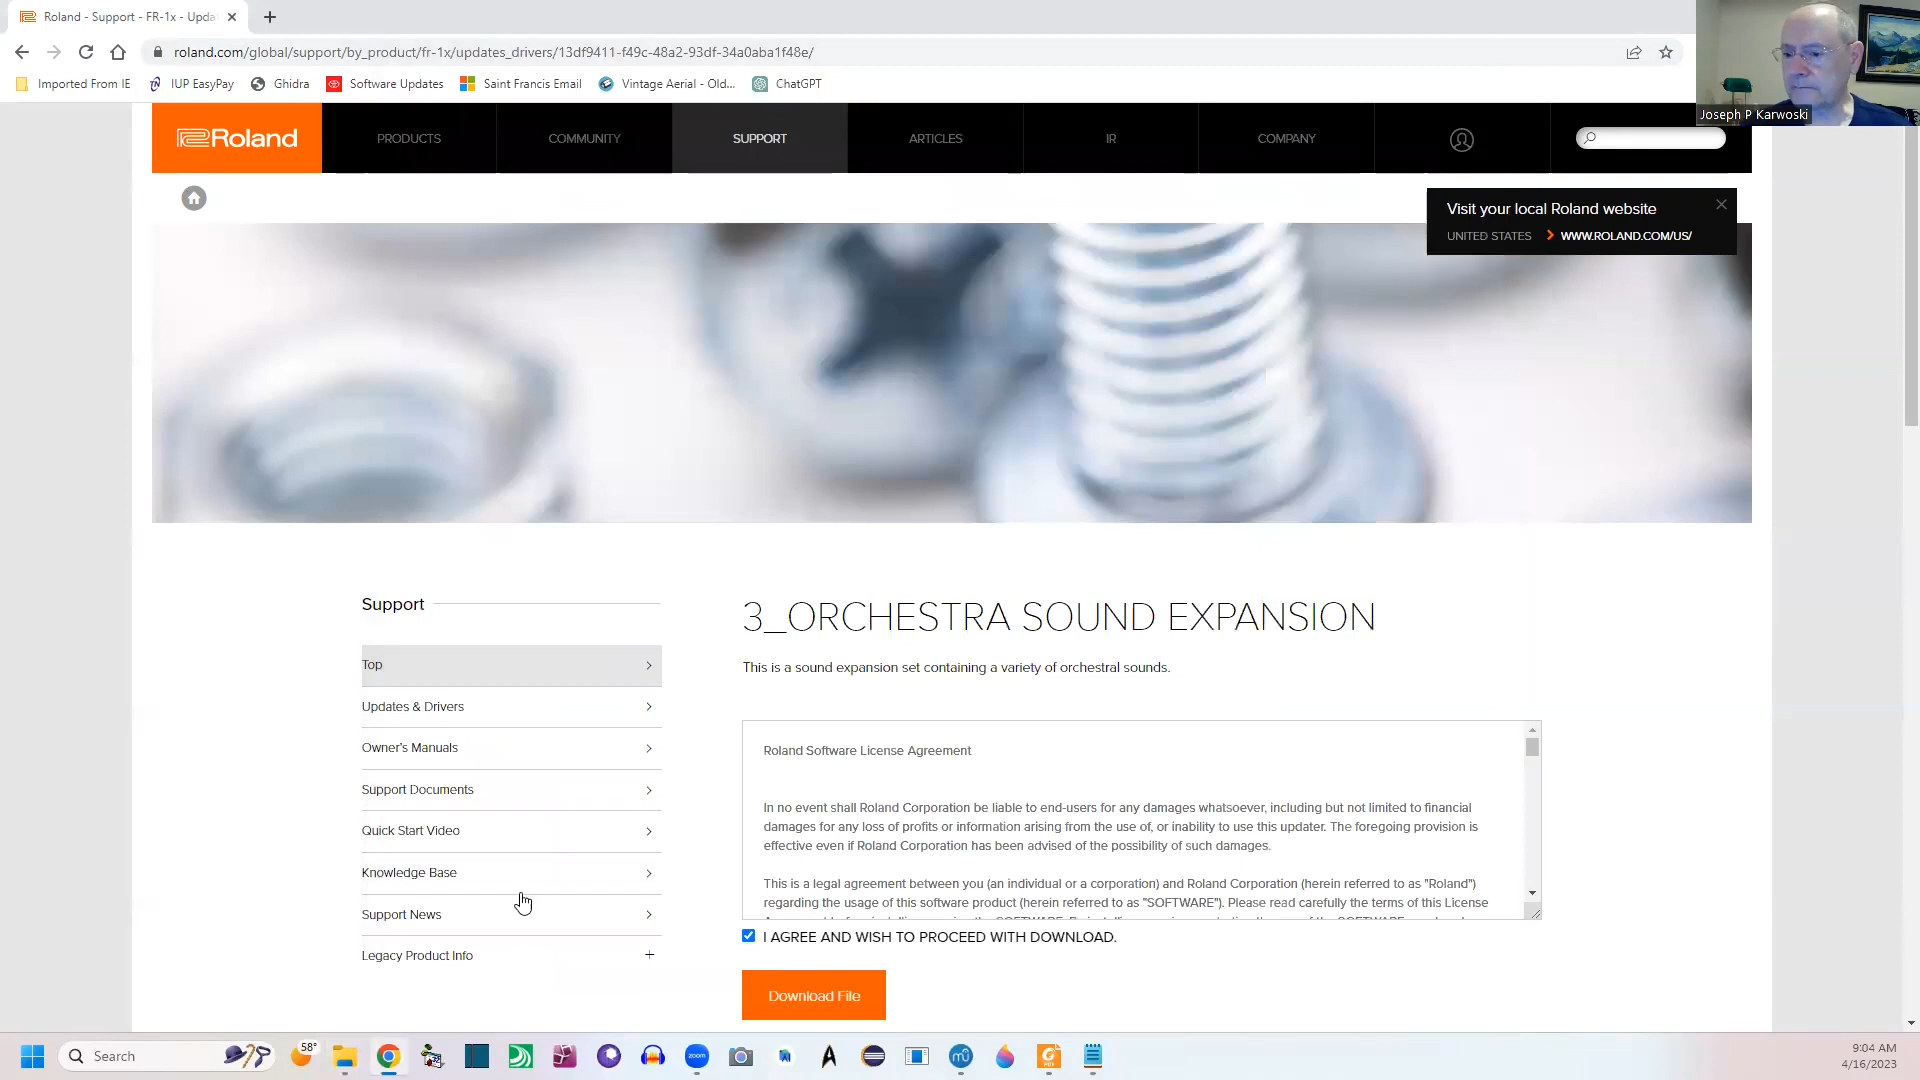 Roland - Support - FR-1x - Upda
roland.com/global/support/by_product/fr-1x/updates_drivers/13df9411-f49c-48a2-93df-34a0aba1f48e/
Imported From IE
IUP EasyPay
Ghidra
Software Updates
Saint Francis Email
Vintage Aerial - Old...
ChatGPT
Joseph P Karwoski
Roland
PRODUCTS
COMMUNITY
SUPPORT
ARTICLES
IR
COMPANY
Visit your local Roland website
UNITED STATES > WWW.ROLAND.COM/US/
Support
Top
Updates & Drivers
Owner's Manuals
Support Documents
Quick Start Video
Knowledge Base
Support News
Legacy Product Info
3_ORCHESTRA SOUND EXPANSION
This is a sound expansion set containing a variety of orchestral sounds.
Roland Software License Agreement
In no event shall Roland Corporation be liable to end-users for any damages whatsoever, including but not limited to financial
damages for any loss of profits or information arising from the use of, or inability to use this updater. The foregoing provision is
effective even if Roland Corporation has been advised of the possibility of such damages.
This is a legal agreement between you (an individual or a corporation) and Roland Corporation (herein referred to as "Roland")
regarding the usage of this software product (herein referred to as "SOFTWARE"). Please read carefully the terms of this License
I AGREE AND WISH TO PROCEED WITH DOWNLOAD.
Download File
58°
Search
zoom
9:04 AM
4/16/2023